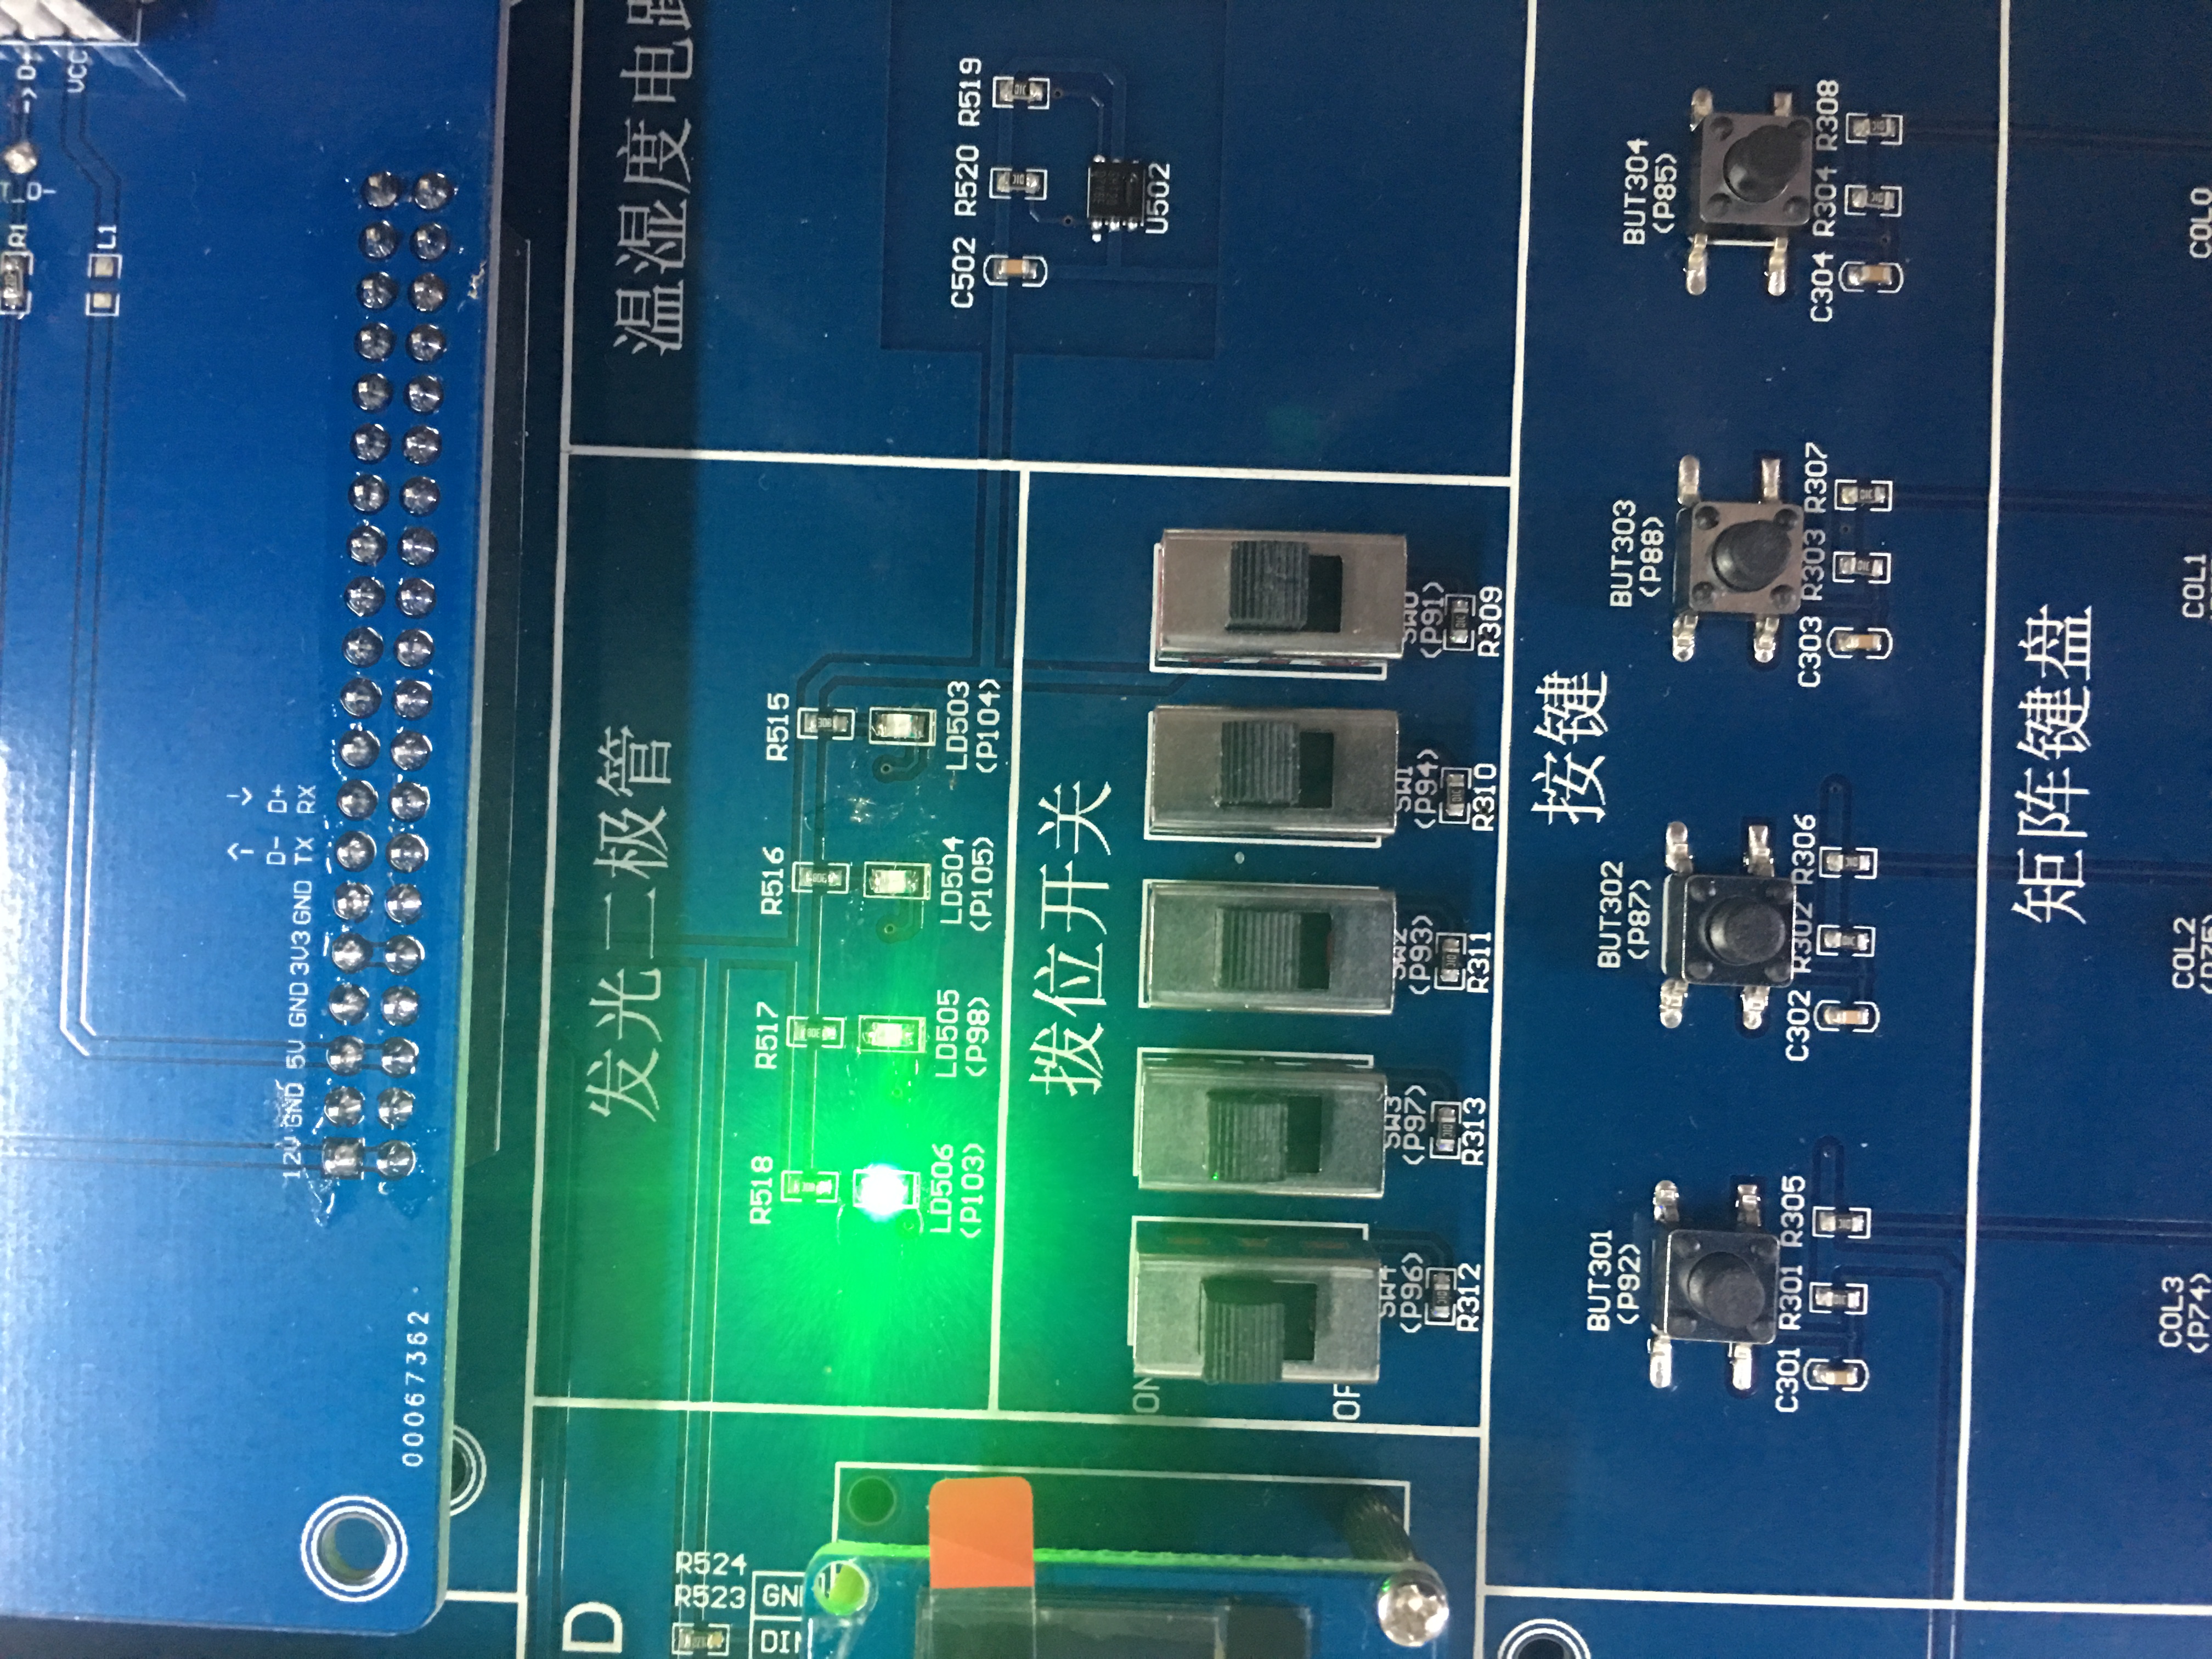 R1
-> D+
VCC
L1
D- D+
12V GND 5V GND 3V3 GND TX RX
00067362
D
发光二极管
温湿度电路
R523 R524
GND
R518 R517 R516 R515
LD506 LD505 LD504 LD503
(P103) (P98) (P105) (P104)
C502 R520 R519
U502
拨位开关
ON
OF
SW4 SW3 SW2 SW1 SW0
(P96) (P97) (P93) (P94) (P91)
R312 R313 R311 R310 R309
按键
BUT301 BUT302 BUT303 BUT304
(P92) (P87) (P88) (P85)
C301 R301 R305 C302 R302 R306 C303 R303 R307 C304 R304 R308
矩阵键盘
COL3 COL2 COL1 COL0
(P74) (P75)